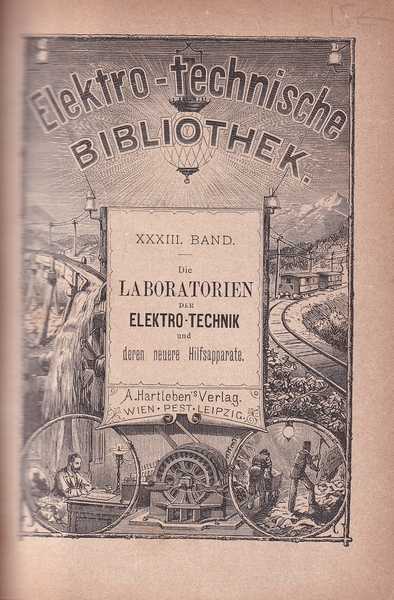 Elektro-technische
BIBLIOTHEK.
XXXIII. BAND.
Die
LABORATORIEN
DER
ELEKTRO-TECHNIK
und
deren neuere Hilfsapparate.
A. Hartleben's Verlag.
WIEN. PEST. LEIPZIG.